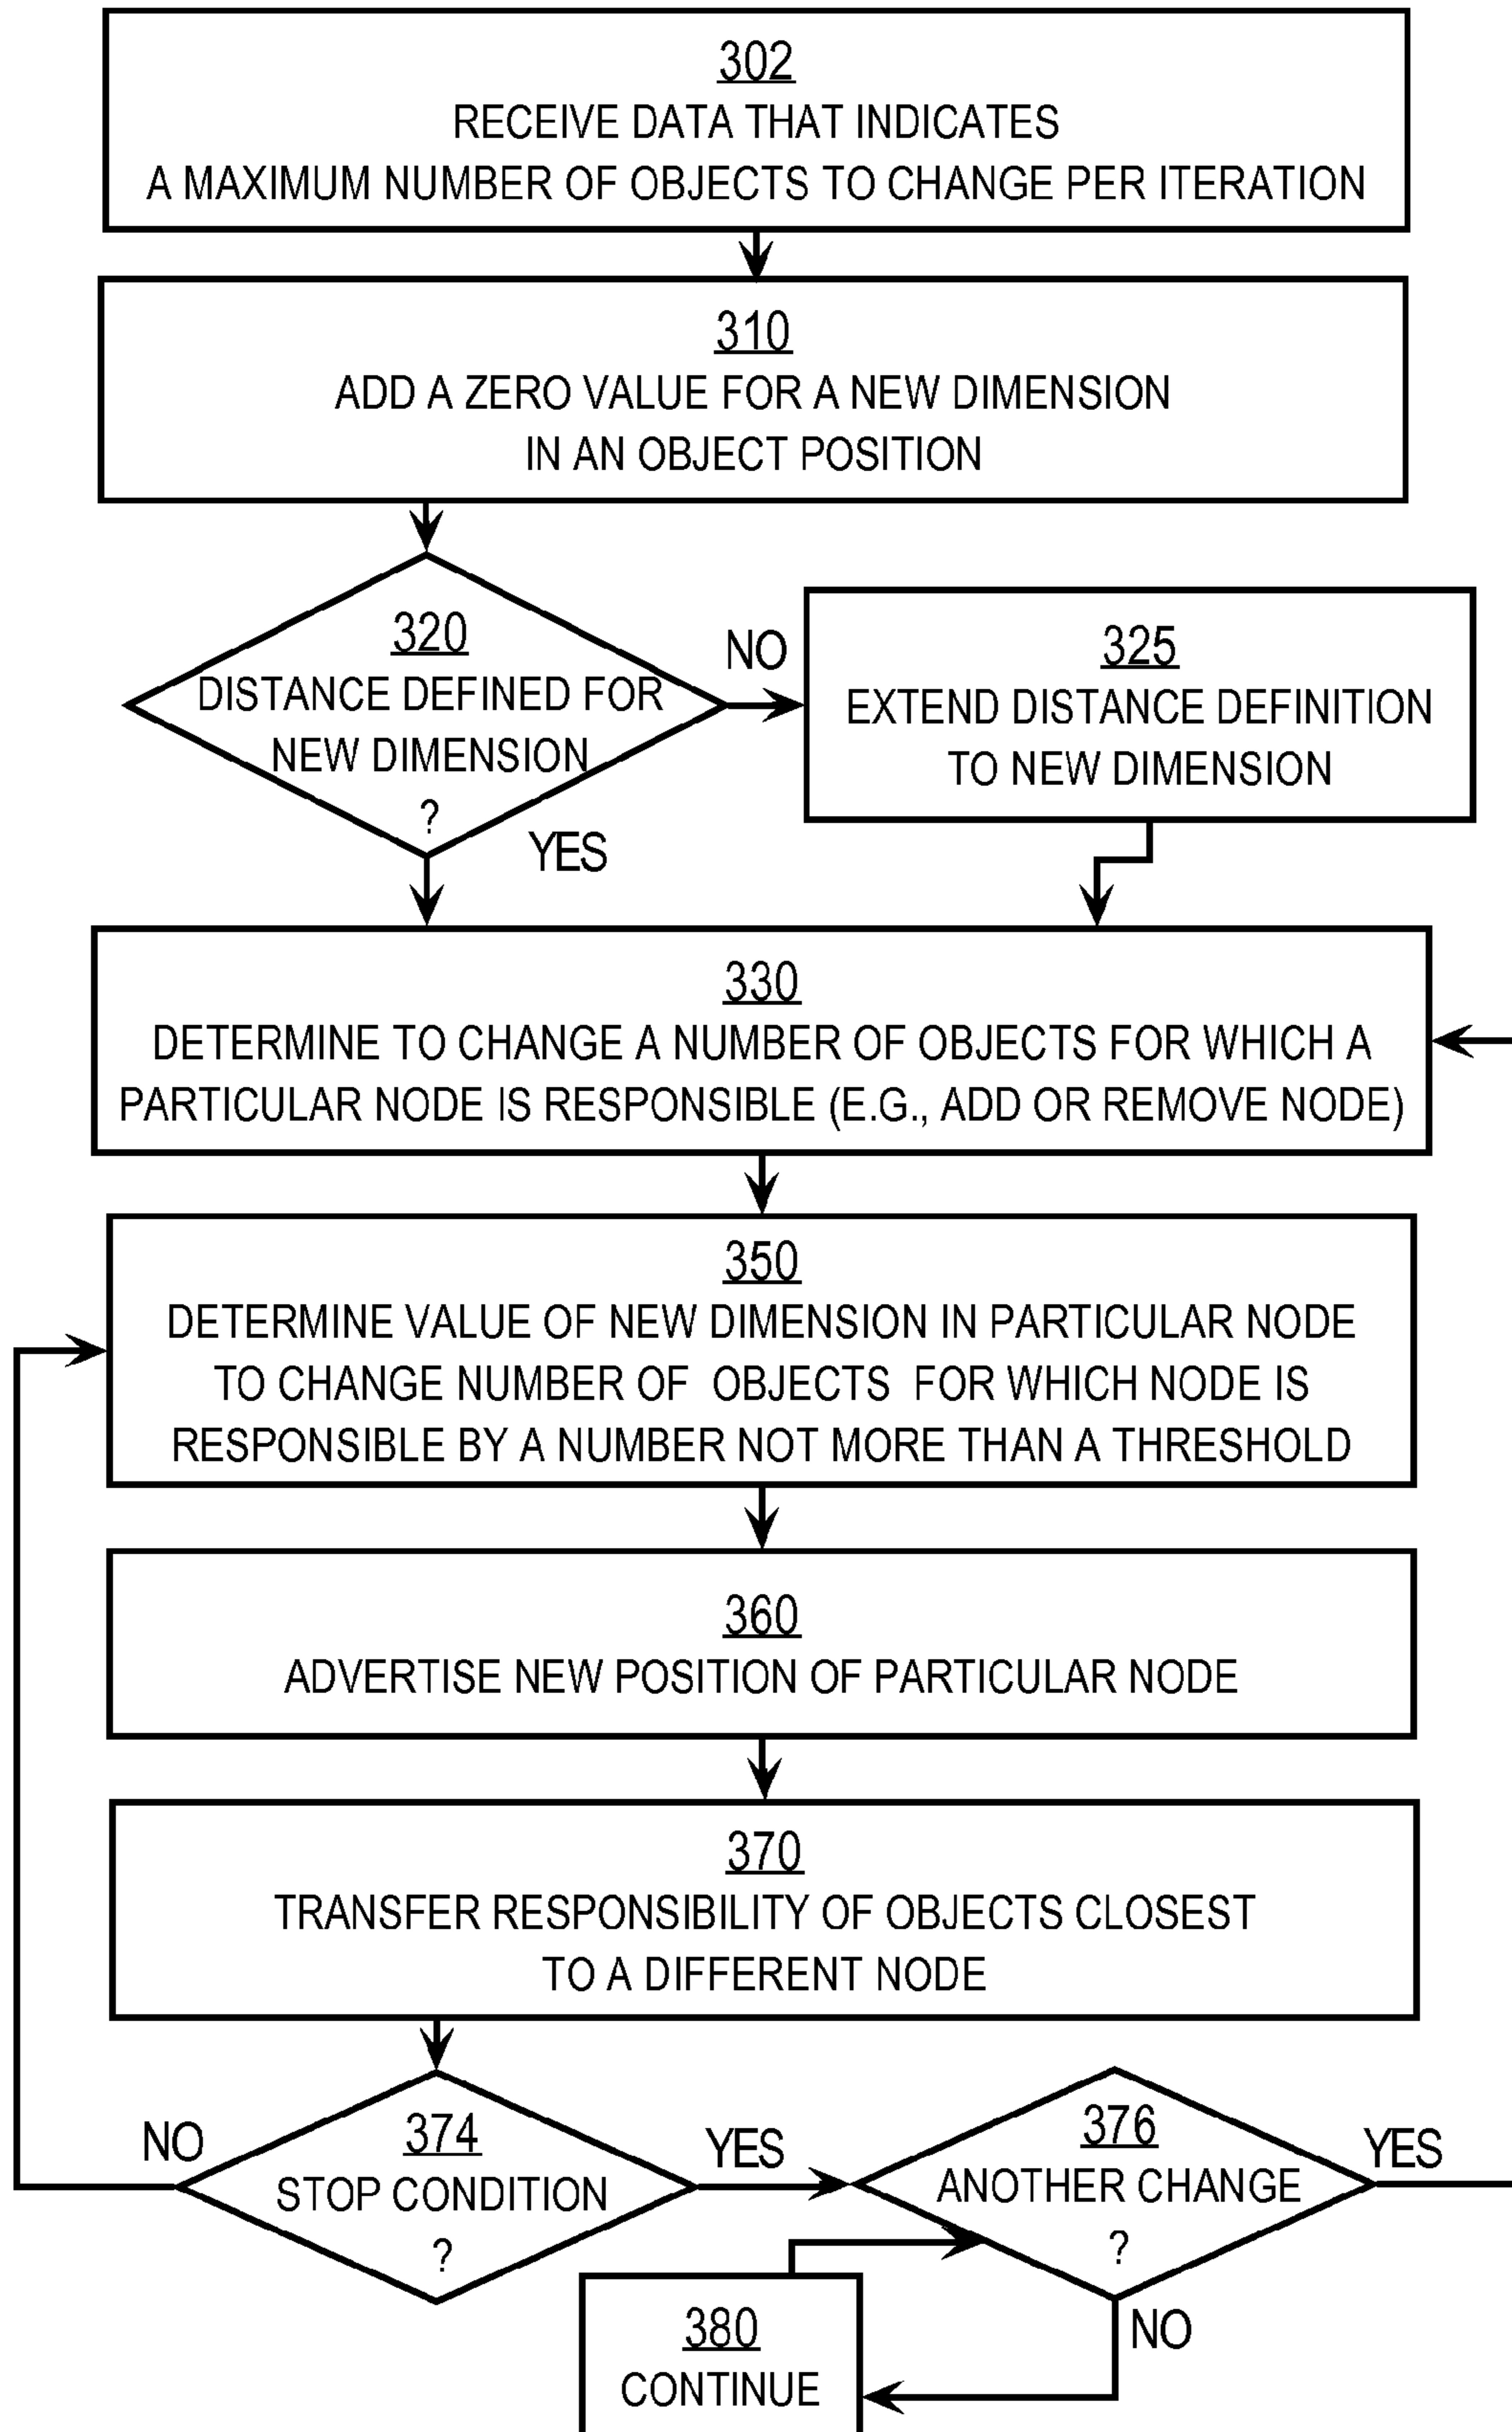 302
RECEIVE DATA THAT INDICATES
A MAXIMUM NUMBER OF OBJECTS TO CHANGE PER ITERATION
310
ADD A ZERO VALUE FOR A NEW DIMENSION
IN AN OBJECT POSITION
320
DISTANCE DEFINED FOR
NEW DIMENSION
?
NO
YES
325
EXTEND DISTANCE DEFINITION
TO NEW DIMENSION
330
DETERMINE TO CHANGE A NUMBER OF OBJECTS FOR WHICH A
PARTICULAR NODE IS RESPONSIBLE (E.G., ADD OR REMOVE NODE)
350
DETERMINE VALUE OF NEW DIMENSION IN PARTICULAR NODE
TO CHANGE NUMBER OF OBJECTS FOR WHICH NODE IS
RESPONSIBLE BY A NUMBER NOT MORE THAN A THRESHOLD
360
ADVERTISE NEW POSITION OF PARTICULAR NODE
370
TRANSFER RESPONSIBILITY OF OBJECTS CLOSEST
TO A DIFFERENT NODE
NO
374
STOP CONDITION
?
YES
376
ANOTHER CHANGE
?
YES
NO
380
CONTINUE